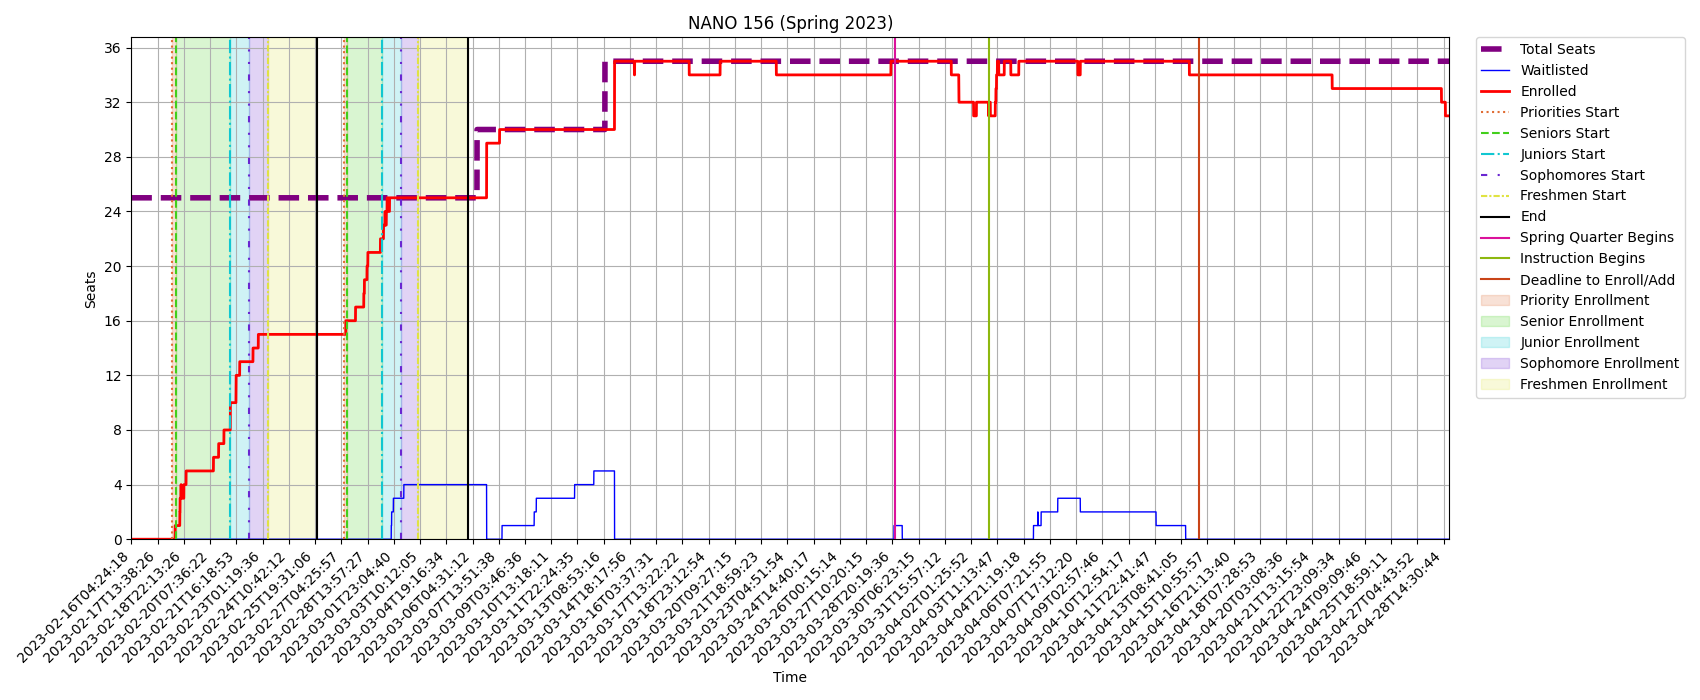 NANO 156 (Spring 2023)
Seats
36
32
28
24
20
16
12
8
4
0
2023-02-16T04:24:18
2023-02-17T13:38:26
2023-02-18T22:13:26
2023-02-20T07:36:22
2023-02-21T16:18:53
2023-02-23T01:19:36
2023-02-24T10:42:12
2023-02-25T19:31:06
2023-02-27T04:25:57
2023-02-28T13:57:27
2023-03-01T23:04:40
2023-03-03T10:12:05
2023-03-04T19:16:34
2023-03-06T04:31:12
2023-03-07T13:51:38
2023-03-09T03:46:36
2023-03-10T13:18:11
2023-03-11T22:24:35
2023-03-13T08:53:16
2023-03-14T18:17:56
2023-03-16T03:37:31
2023-03-17T13:22:22
2023-03-18T23:12:54
2023-03-20T09:27:15
2023-03-21T18:59:23
2023-03-23T04:51:54
2023-03-24T14:40:17
2023-03-26T00:15:14
2023-03-27T10:20:15
2023-03-28T20:19:36
2023-03-30T06:23:15
2023-03-31T15:57:12
2023-04-02T01:25:52
2023-04-03T11:13:47
2023-04-04T21:19:18
2023-04-06T07:21:55
2023-04-07T17:12:20
2023-04-09T02:57:46
2023-04-10T12:54:17
2023-04-11T22:41:47
2023-04-13T08:41:05
2023-04-15T10:55:57
2023-04-16T21:13:40
2023-04-18T07:28:53
2023-04-20T03:08:36
2023-04-21T13:15:54
2023-04-22T23:09:34
2023-04-24T09:09:46
2023-04-25T18:59:11
2023-04-27T04:43:52
2023-04-28T14:30:44
Time
Total Seats
Waitlisted
Enrolled
Priorities Start
Seniors Start
Juniors Start
Sophomores Start
Freshmen Start
End
Spring Quarter Begins
Instruction Begins
Deadline to Enroll/Add
Priority Enrollment
Senior Enrollment
Junior Enrollment
Sophomore Enrollment
Freshmen Enrollment